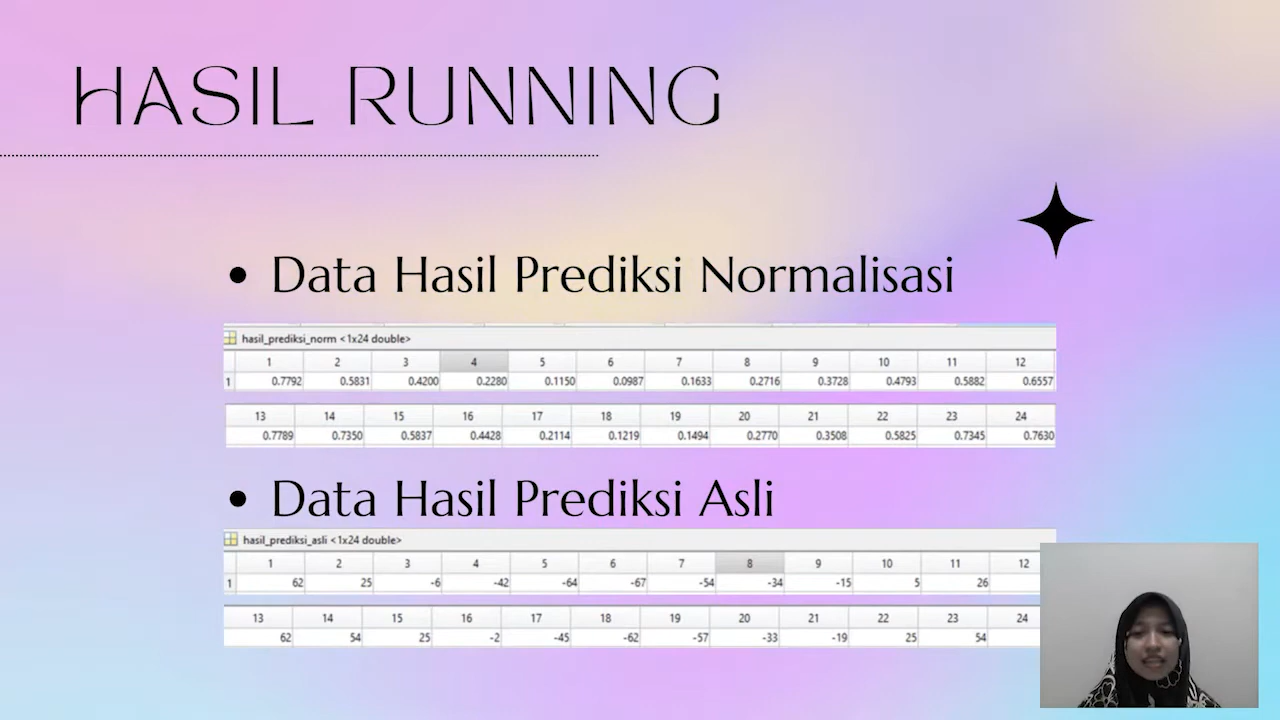 HASIL RUNNING
• Data Hasil Prediksi Normalisasi
hasil_prediksi_norm <1x24 double>
1 2 3 4 5 6 7 8 9 10 11 12
1 0.7792 0.5831 0.4200 0.2280 0.1150 0.0987 0.1633 0.2716 0.3728 0.4793 0.5882 0.6557
13 14 15 16 17 18 19 20 21 22 23 24
0.7789 0.7350 0.5837 0.4428 0.2114 0.1219 0.1494 0.2770 0.3508 0.5825 0.7345 0.7630
• Data Hasil Prediksi Asli
hasil_prediksi_asli <1x24 double>
1 2 3 4 5 6 7 8 9 10 11 12
1 62 25 -6 -42 -64 -67 -54 -34 -15 5 26
13 14 15 16 17 18 19 20 21 22 23 24
62 54 25 -2 -45 -62 -57 -33 -19 25 54